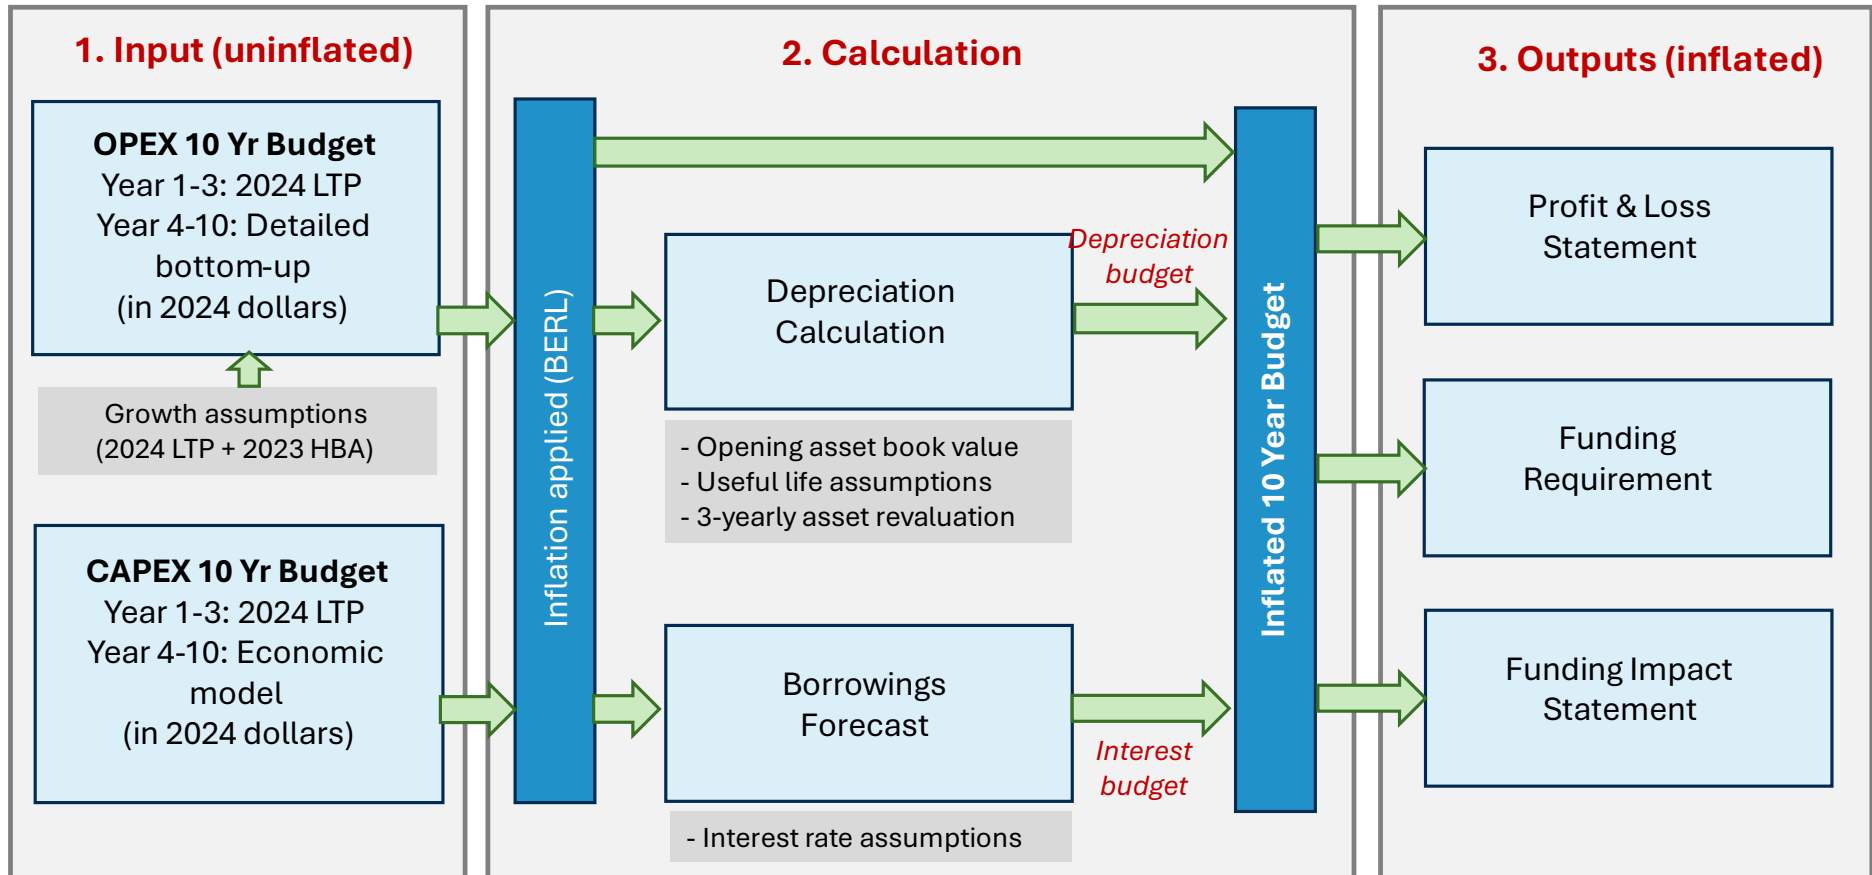 1. Input (uninflated)
OPEX 10 Yr Budget
Year 1-3: 2024 LTP
Year 4-10: Detailed
bottom-up
(in 2024 dollars)
Growth assumptions
(2024 LTP + 2023 HBA)
CAPEX 10 Yr Budget
Year 1-3: 2024 LTP
Year 4-10: Economic
model
(in 2024 dollars)
2. Calculation
Inflation applied (BERL)
Depreciation
Calculation
- Opening asset book value
- Useful life assumptions
- 3-yearly asset revaluation
Depreciation
budget
Borrowings
Forecast
- Interest rate assumptions
Interest
budget
Inflated 10 Year Budget
3. Outputs (inflated)
Profit & Loss
Statement
Funding
Requirement
Funding Impact
Statement